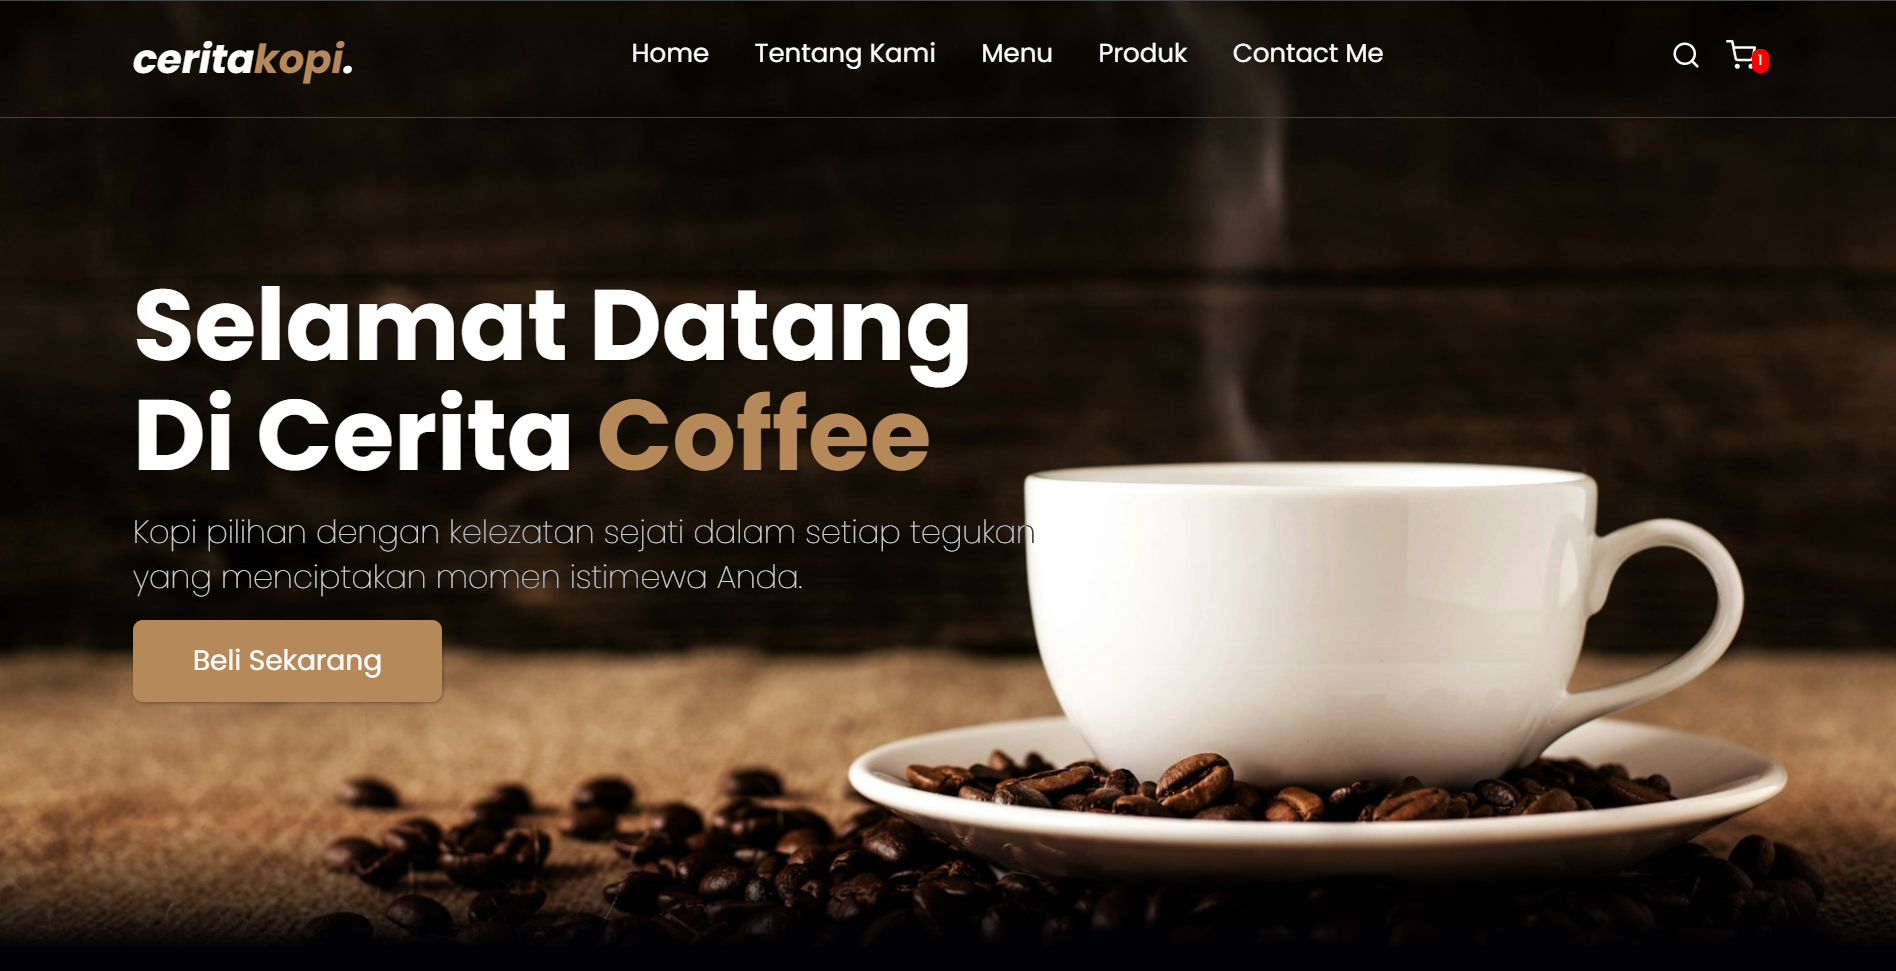 ceritakopi.
Home Tentang Kami Menu Produk Contact Me
1
Selamat Datang
Di Cerita Coffee
Kopi pilihan dengan kelezatan sejati dalam setiap tegukan
yang menciptakan momen istimewa Anda.
Beli Sekarang